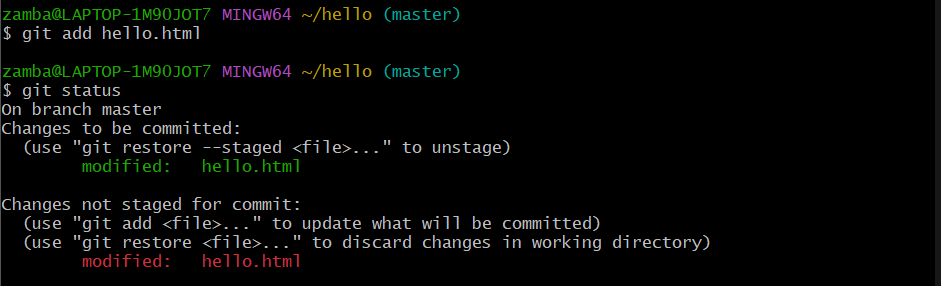 zamba@LAPTOP-1M90JOT7 MINGW64 ~/hello (master)
$ git add hello.html

zamba@LAPTOP-1M90JOT7 MINGW64 ~/hello (master)
$ git status
On branch master
Changes to be committed:
  (use "git restore --staged <file>..." to unstage)
        modified:   hello.html

Changes not staged for commit:
  (use "git add <file>..." to update what will be committed)
  (use "git restore <file>..." to discard changes in working directory)
        modified:   hello.html